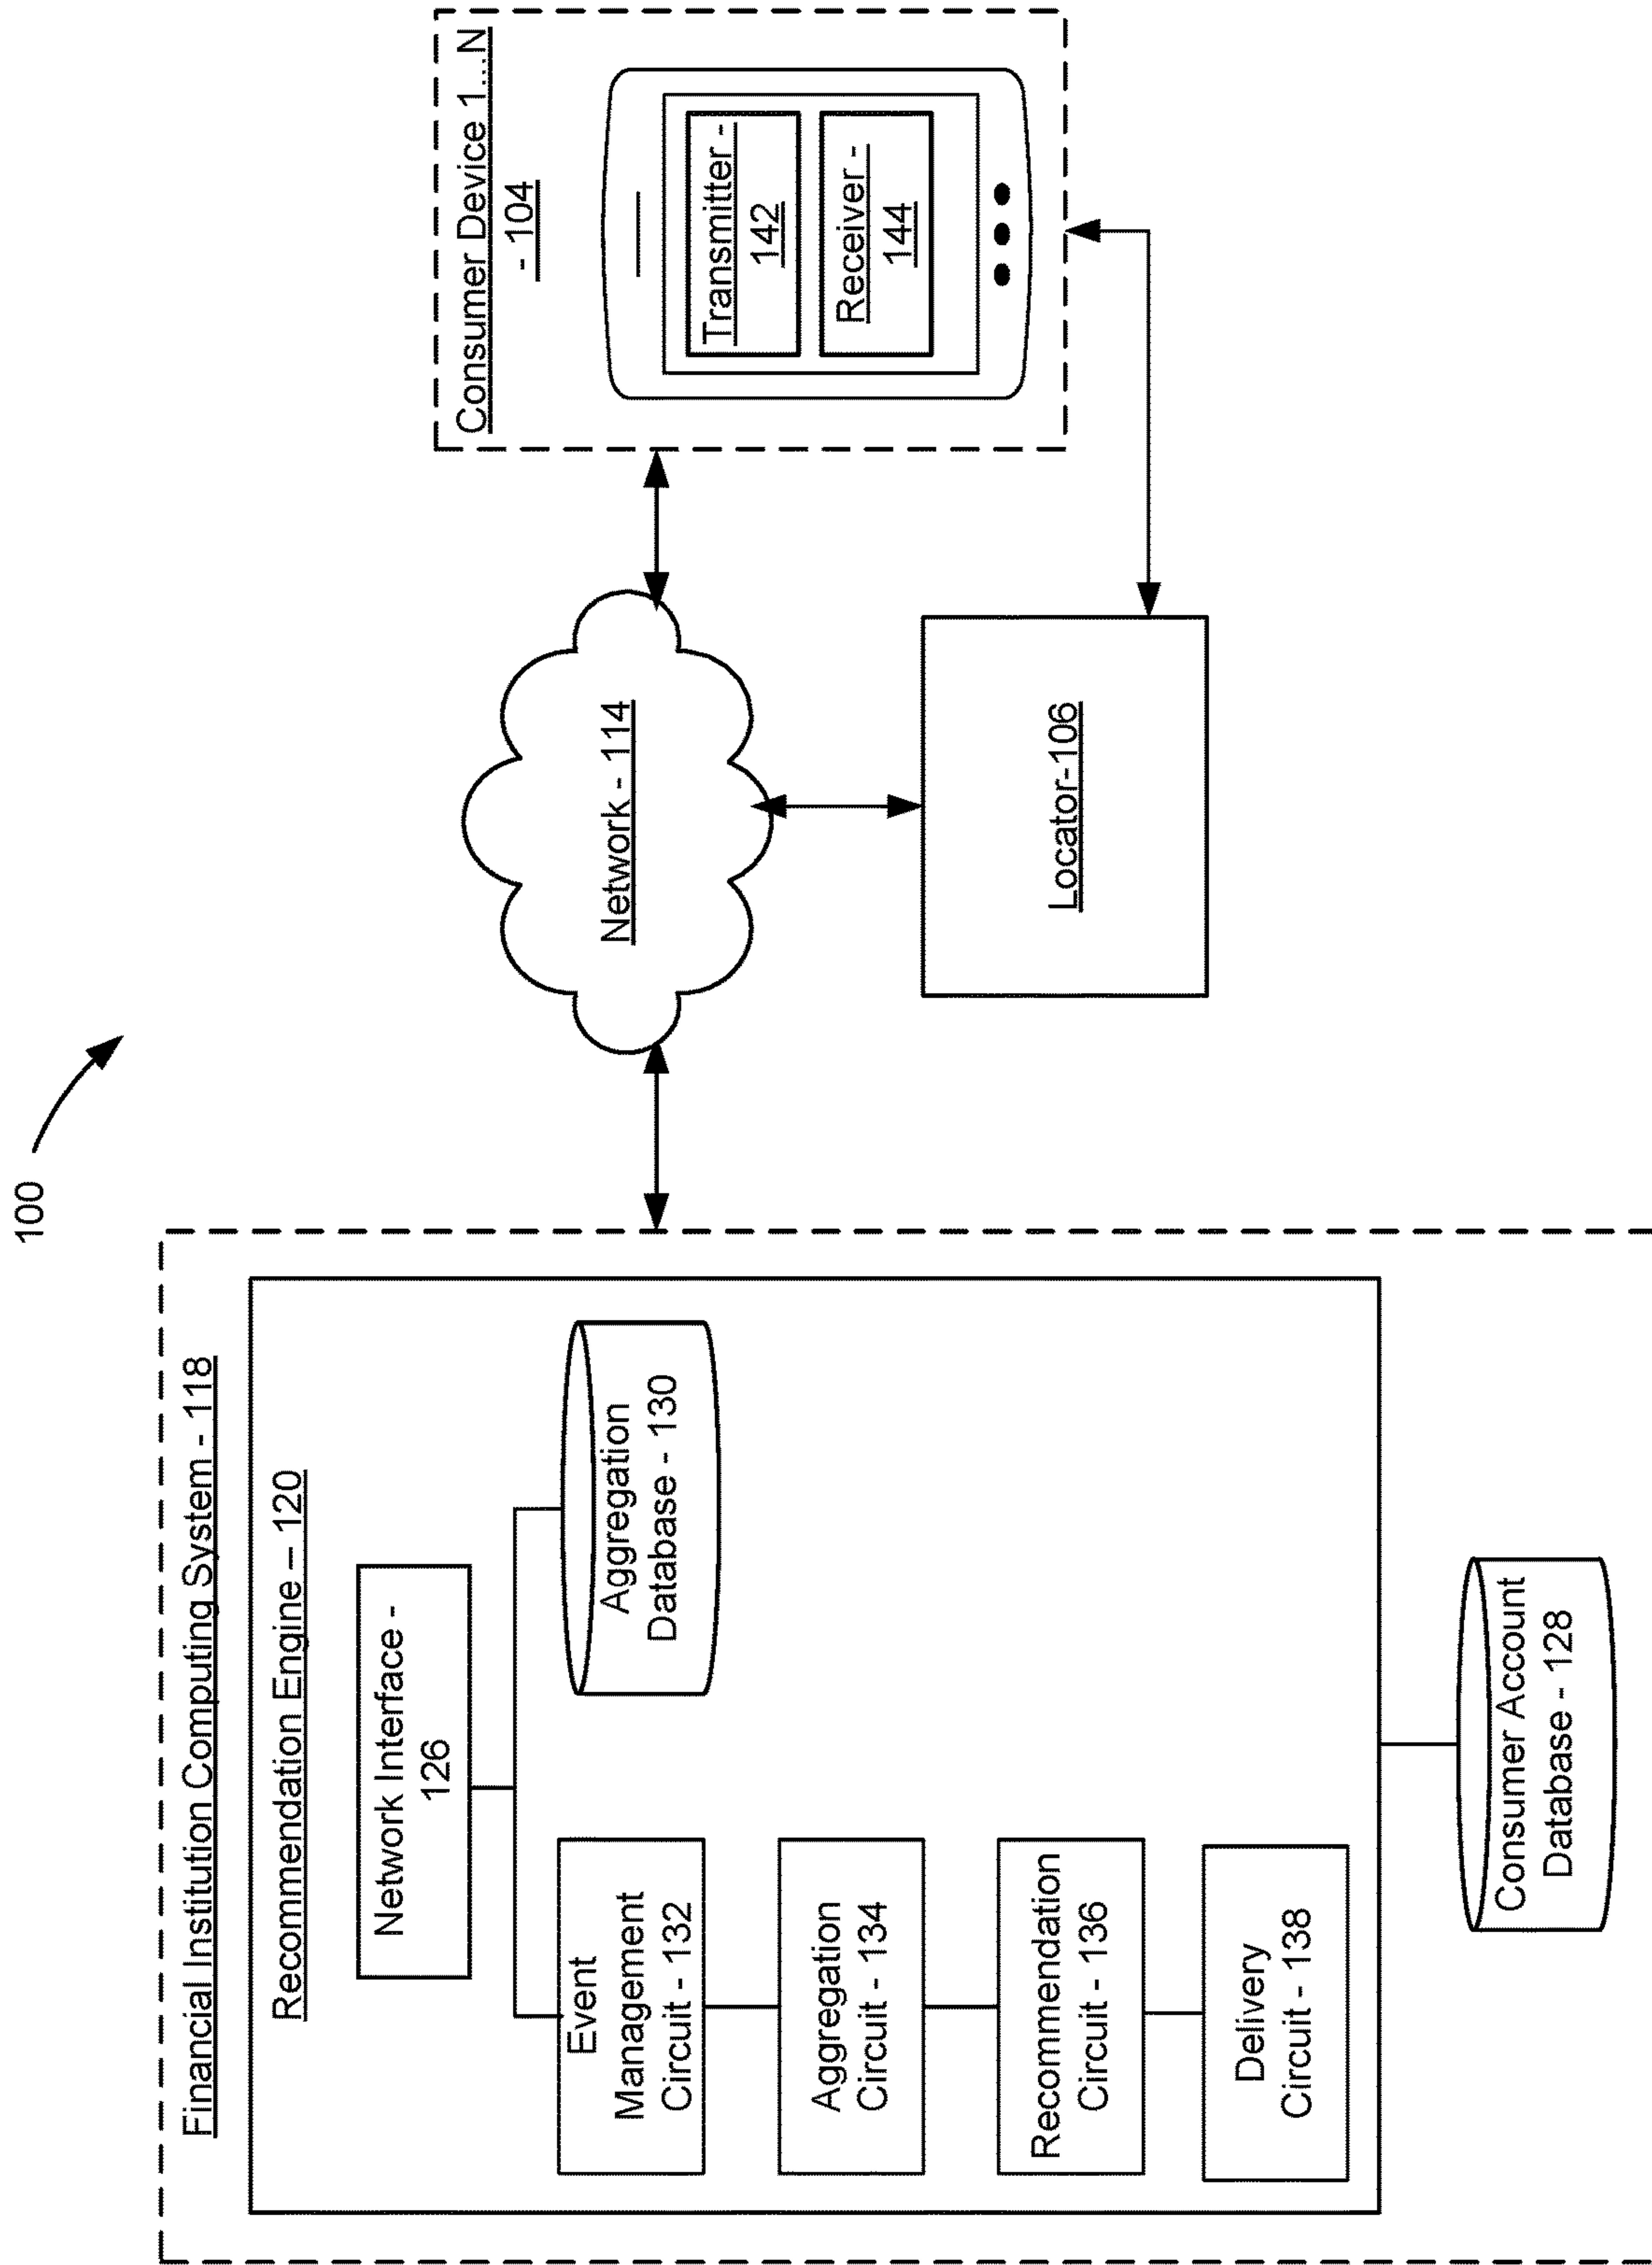 100
Financial Institution Computing System - 118
Recommendation Engine – 120
Network Interface -
126
Event
Management
Circuit - 132
Aggregation
Database - 130
Aggregation
Circuit - 134
Recommendation
Circuit - 136
Delivery
Circuit - 138
Consumer Account
Database - 128
Network - 114
Locator-106
Consumer Device 1...N
- 104
Transmitter -
142
Receiver -
144